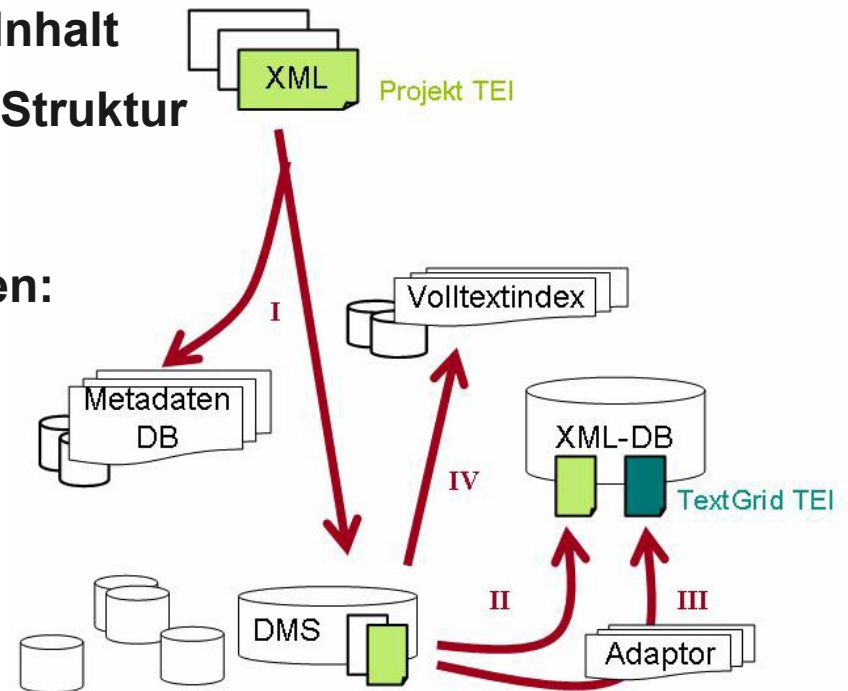 Inhalt
Struktur
en:
XML
Projekt TEI
I
Volltextindex
Metadaten
DB
XML-DB
IV
TextGrid TEI
II
III
DMS
Adaptor